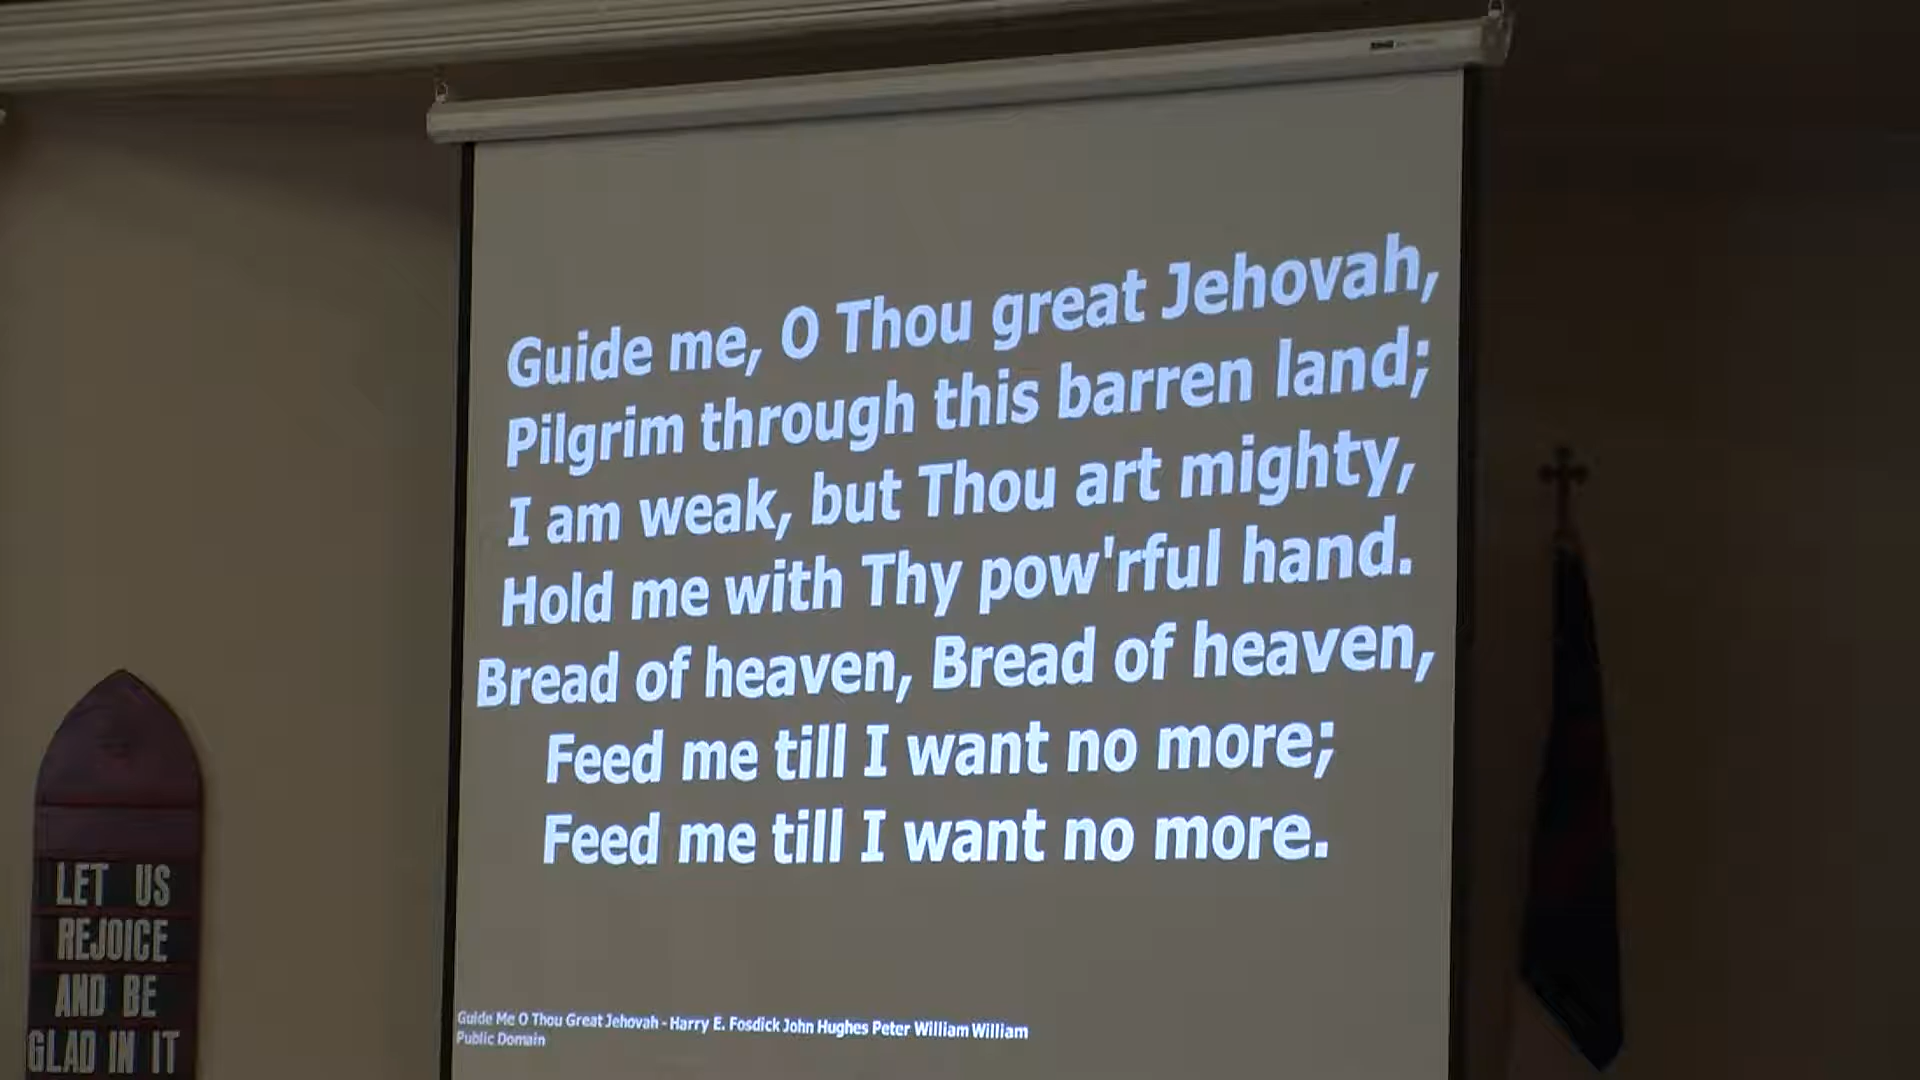 Guide me, O Thou great Jehovah,
Pilgrim through this barren land;
I am weak, but Thou art mighty,
Hold me with Thy pow'rful hand.
Bread of heaven, Bread of heaven,
Feed me till I want no more;
Feed me till I want no more.
Guide Me O Thou Great Jehovah - Harry E. Fosdick John Hughes Peter William William
Public Domain
LET US
REJOICE
AND BE
GLAD IN IT